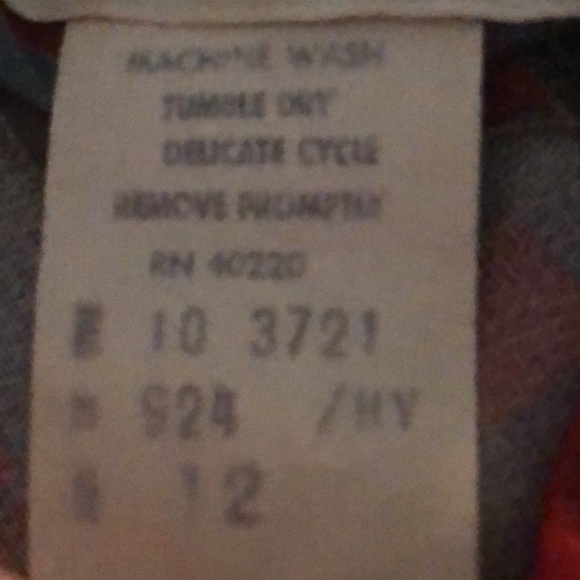 MACHINE WASH
TUMBLE DRY
DELICATE CYCLE
REMOVE PROMPTLY
RN 40220
10 3721
924 /HY
12